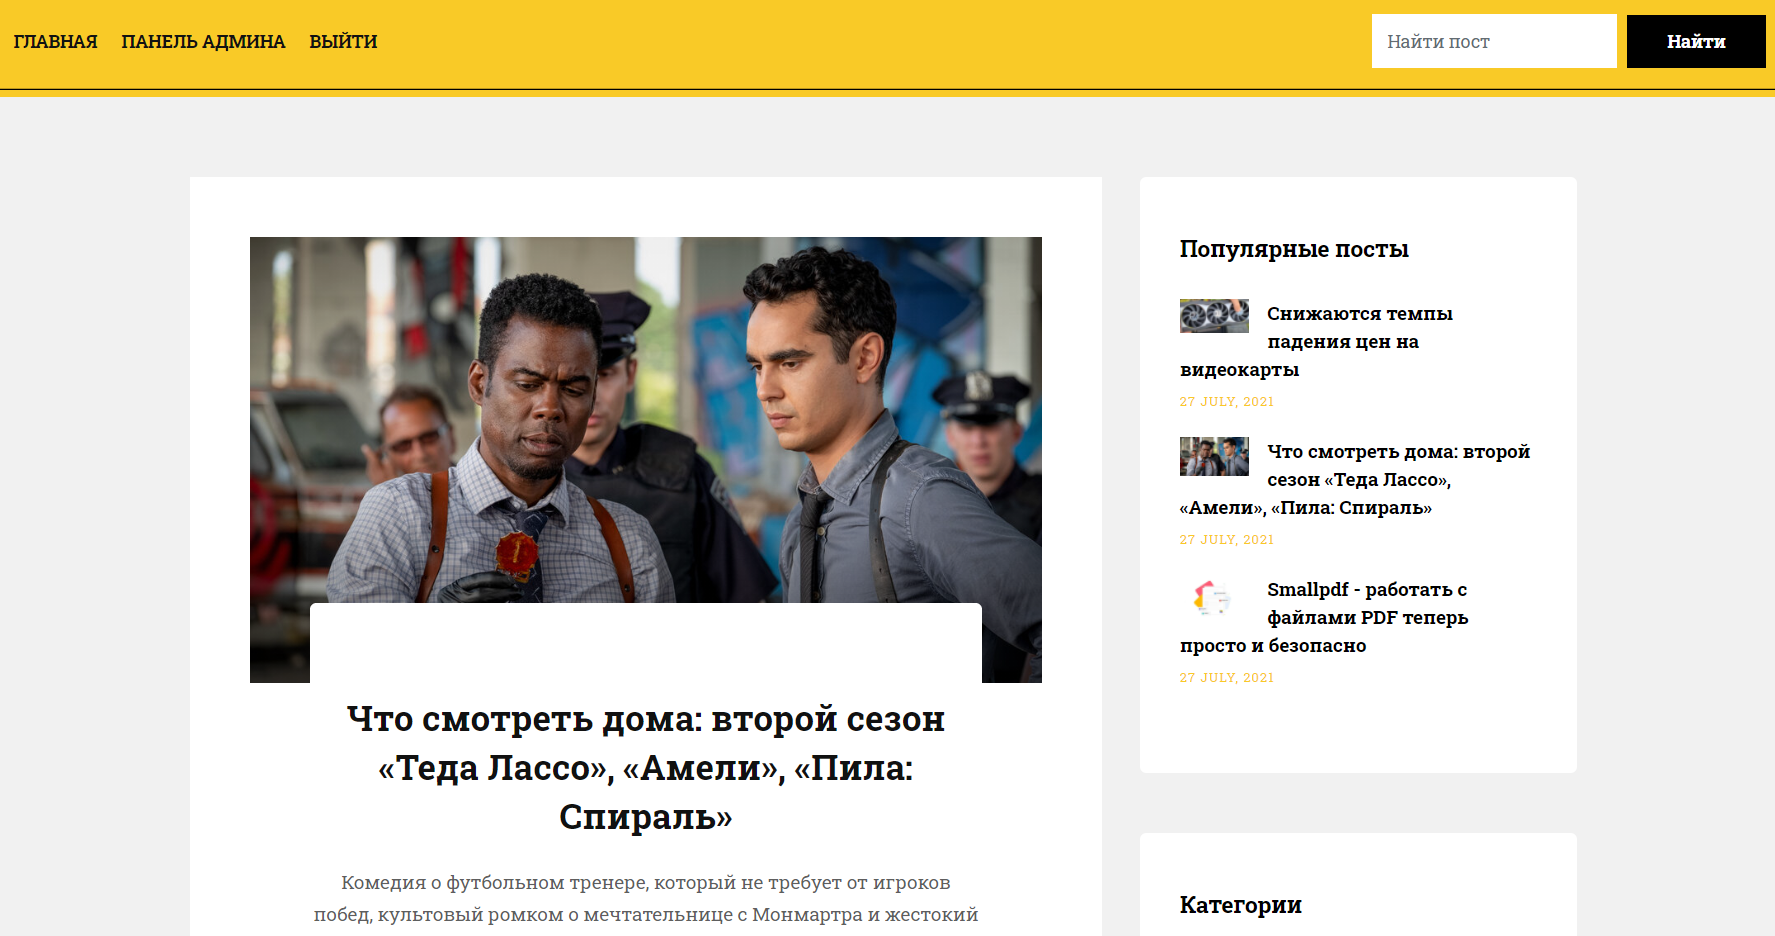 ГЛАВНАЯ ПАНЕЛЬ АДМИНА ВЫЙТИ
Найти пост
Найти
Что смотреть дома: второй сезон
«Теда Лассо», «Амели», «Пила:
Спираль»
Комедия о футбольном тренере, который не требует от игроков
побед, культовый ромком о мечтательнице с Монмартра и жестокий
Популярные посты
Снижаются темпы
падения цен на
видеокарты
27 JULY, 2021
Что смотреть дома: второй
сезон «Теда Лассо»,
«Амели», «Пила: Спираль»
27 JULY, 2021
Smallpdf - работать с
файлами PDF теперь
просто и безопасно
27 JULY, 2021
Категории